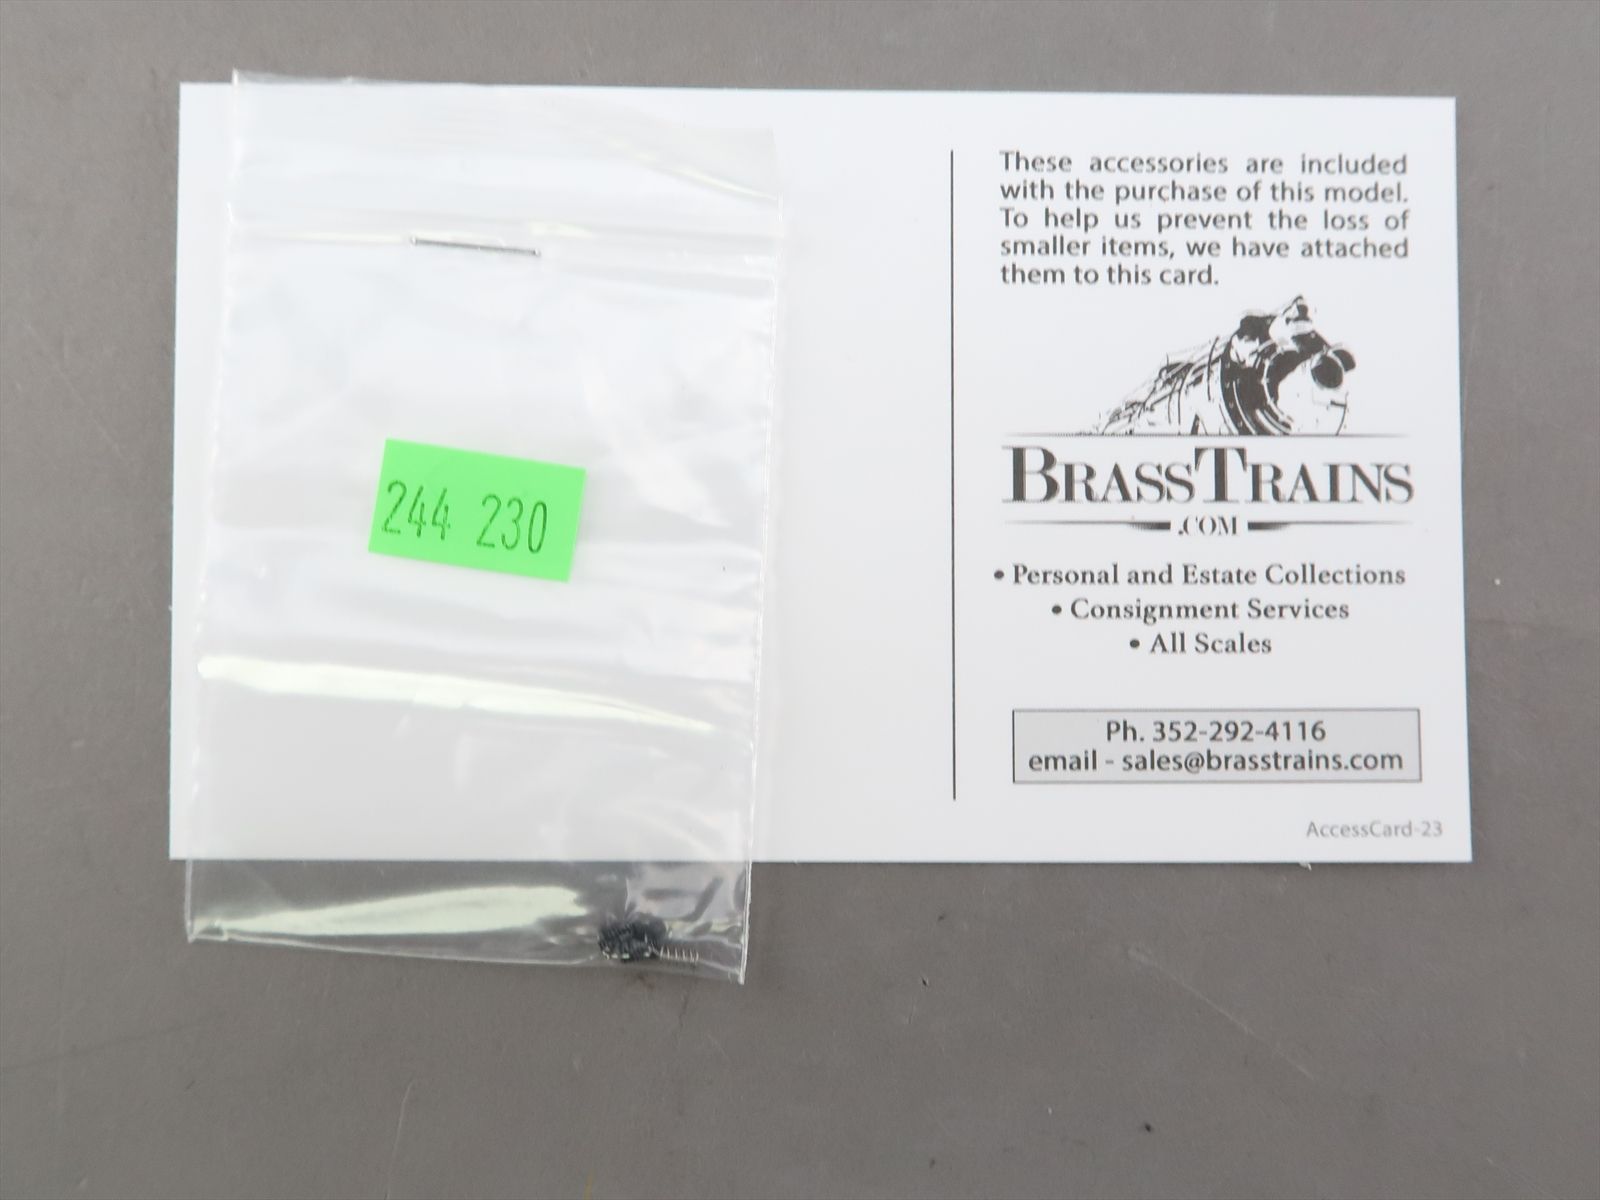 244 230
These accessories are included
with the purchase of this model.
To help us prevent the loss of
smaller items, we have attached
them to this card.
BRASSTRAINS
.COM
• Personal and Estate Collections
• Consignment Services
• All Scales
Ph. 352-292-4116
email - sales@brasstrains.com
AccessCard-23